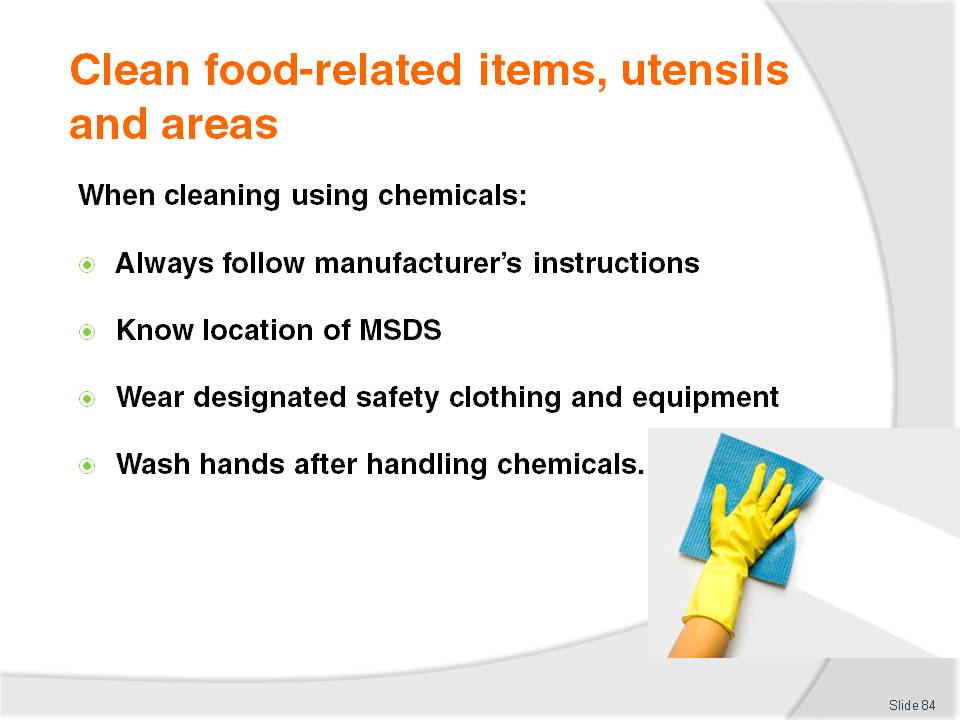 Clean food-related items, utensils
and areas
When cleaning using chemicals:
Always follow manufacturer’s instructions
Know location of MSDS
Wear designated safety clothing and equipment
Wash hands after handling chemicals.
Slide 84